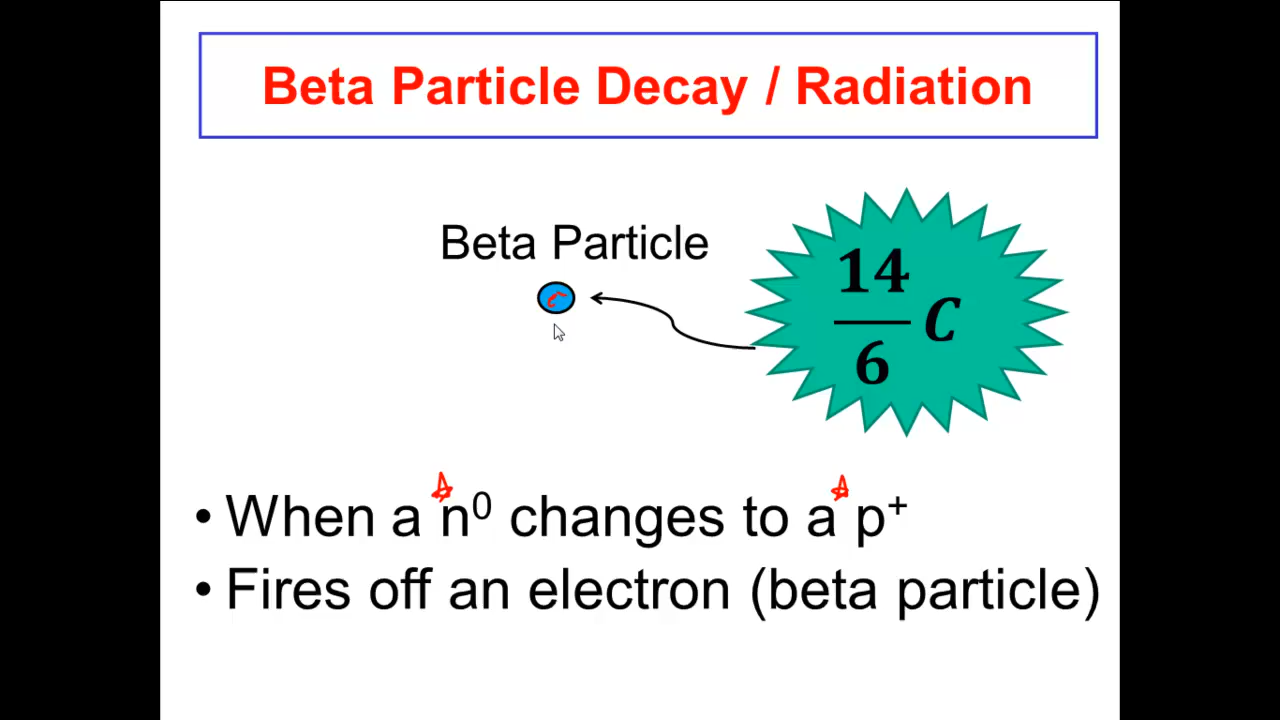 Beta Particle Decay / Radiation
Beta Particle
e⁻
14
6
C
• When a n⁰ changes to a p⁺
• Fires off an electron (beta particle)